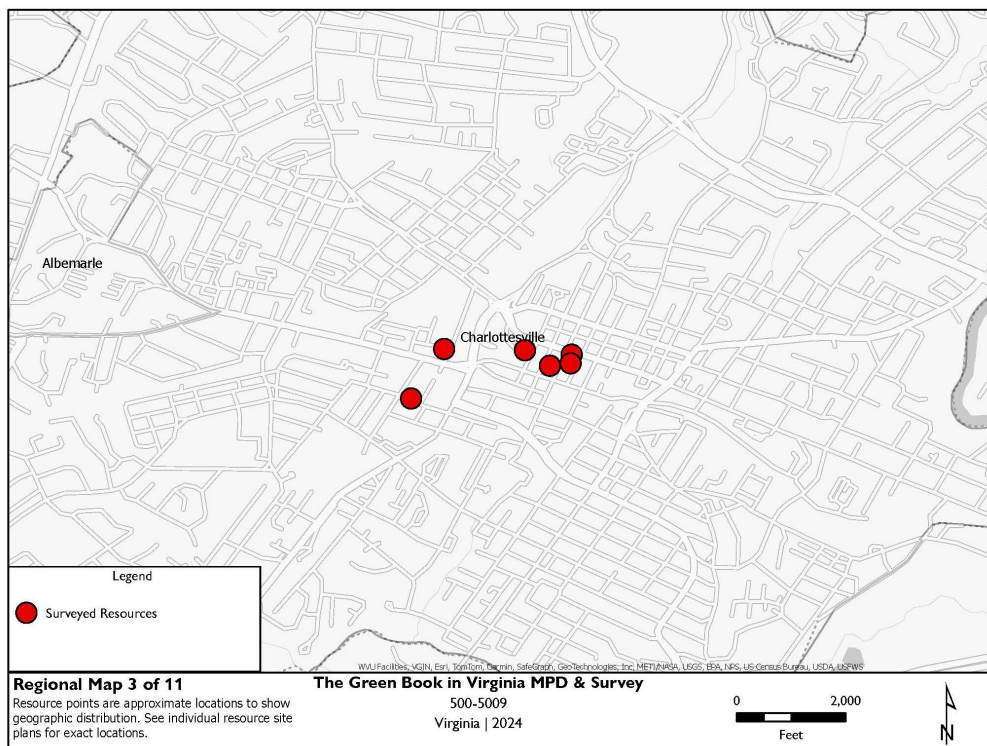 Albemarle
Charlottesville
Legend
Surveyed Resources
WVU Facilities, VGIN, Esri, TomTom, Garmin, SafeGraph, GeoTechnologies, Inc, METI/NASA, USGS, EPA, NPS, US Census Bureau, USDA, USFWS
Regional Map 3 of 11
Resource points are approximate locations to show
geographic distribution. See individual resource site
plans for exact locations.
The Green Book in Virginia MPD & Survey
500-5009
Virginia | 2024
0 2,000
Feet
N